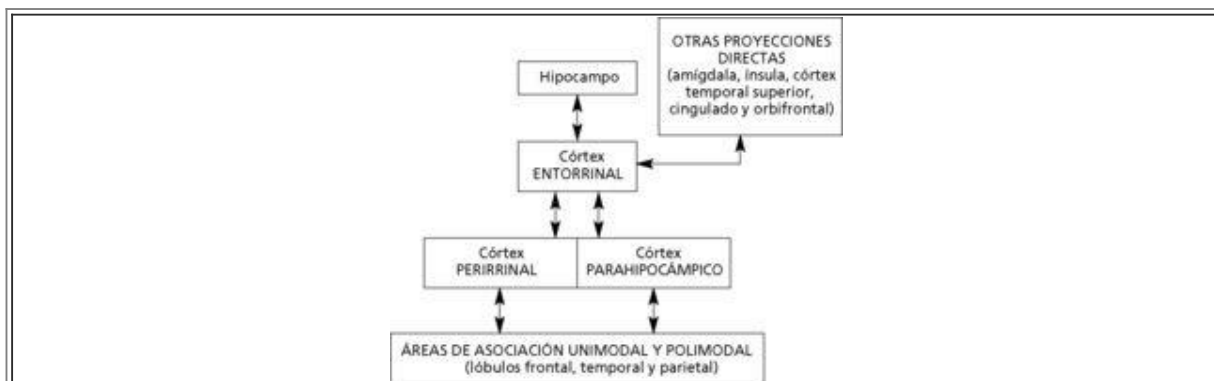 OTRAS PROYECCIONES
DIRECTAS
(amígdala, ínsula, córtex
temporal superior,
cingulado y orbifrontal)
Hipocampo
Córtex
ENTORRINAL
Córtex
PERIRRINAL
Córtex
PARAHIPOCÁMPICO
ÁREAS DE ASOCIACIÓN UNIMODAL Y POLIMODAL
(lóbulos frontal, temporal y parietal)